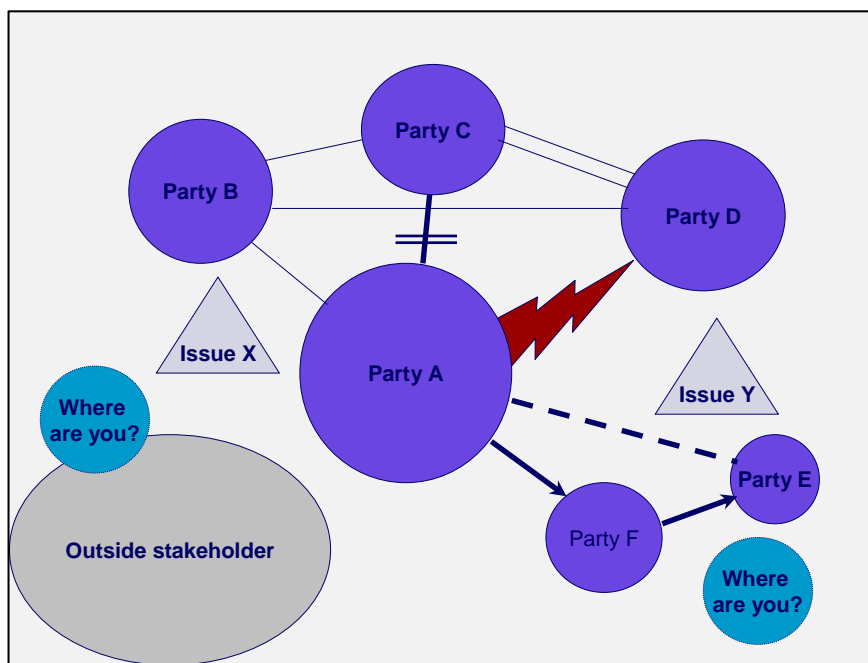 Party C
Party B
Party D
Issue X
Party A
Issue Y
Where
are you?
Party E
Party F
Outside stakeholder
Where
are you?